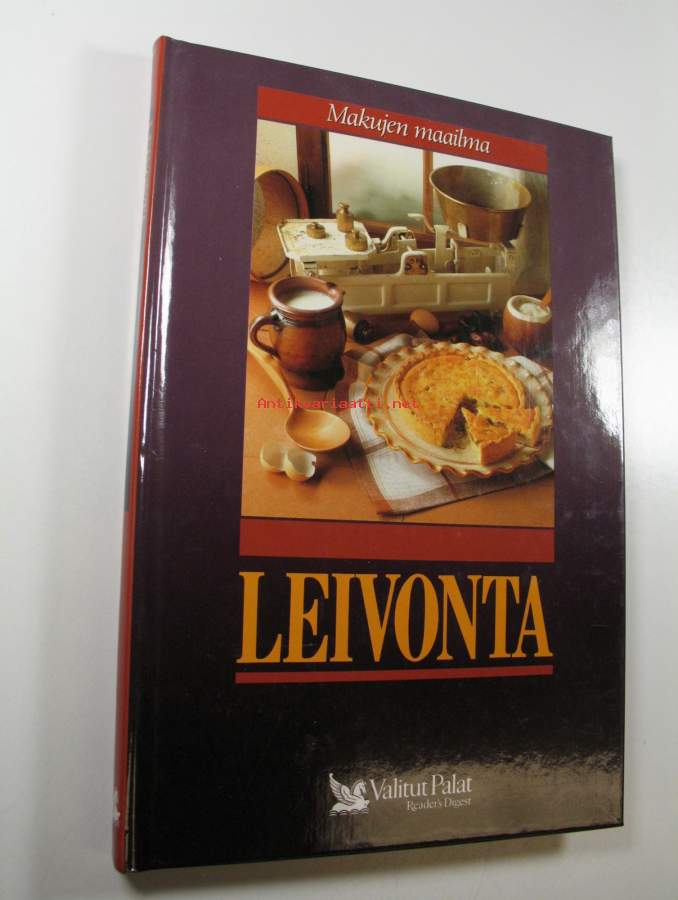 Makujen maailma
Antikvariaatti.net
LEIVONTA
Valitut Palat
Reader's Digest